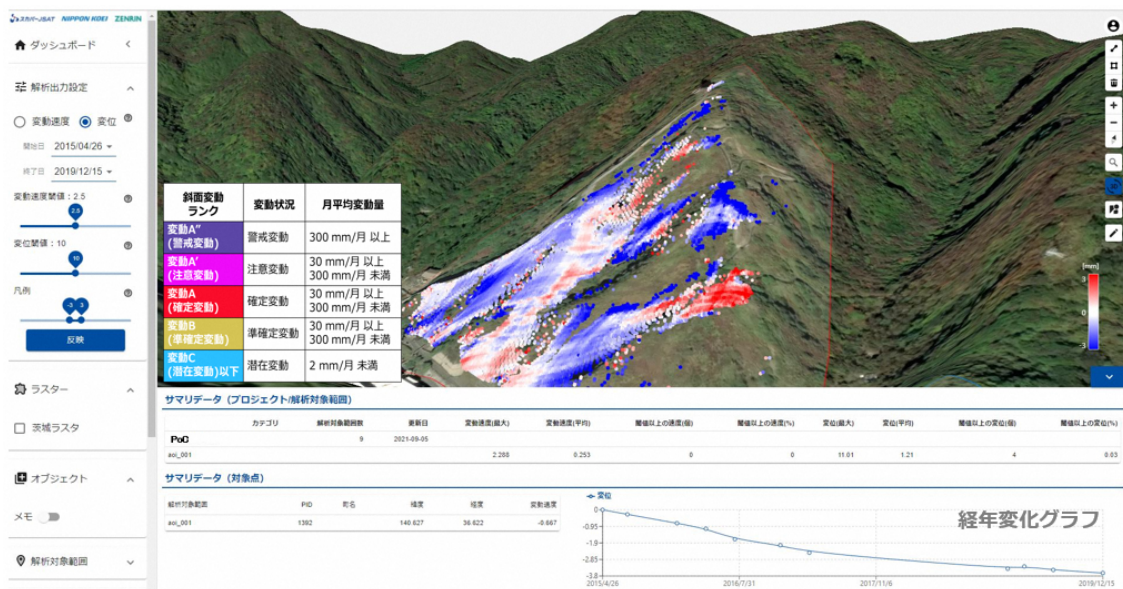 スカパーJSAT NIPPON KOEI ZENRIN
ダッシュボード
解析出力設定
変動速度 変位
開始日 2015/04/26
終了日 2019/12/15
変動速度閾値：2.5
2.5
変位閾値：10
10
凡例
-3 3
反映
ラスター
茨城ラスタ
オブジェクト
メモ
解析対象範囲
斜面変動
ランク
変動状況
月平均変動量
変動A”
(警戒変動)
警戒変動
300 mm/月 以上
変動A’
(注意変動)
注意変動
30 mm/月 以上
300 mm/月 未満
変動A
(確定変動)
確定変動
30 mm/月 以上
300 mm/月 未満
変動B
(準確定変動)
準確定変動
30 mm/月 以上
300 mm/月 未満
変動C
(潜在変動)以下
潜在変動
2 mm/月 未満
3D
[mm]
3
0
-3
サマリデータ（プロジェクト/解析対象範囲）
カテゴリ 解析対象範囲数 更新日 変動速度(最大) 変動速度(平均) 閾値以上の速度(個) 閾値以上の速度(%) 変位(最大) 変位(平均) 閾値以上の変位(個) 閾値以上の変位(%)
PoC 9 2021-09-05
aoi_001 2.266 0.253 0 0 11.01 1.21 4 0.03
サマリデータ（対象点）
解析対象範囲 PID 町名 緯度 経度 変動速度
aoi_001 1392 140.627 36.622 -0.667
変位
経年変化グラフ
0
-0.95
-1.9
-2.85
-3.8
2015/4/26 2016/7/31 2017/11/6 2019/12/15